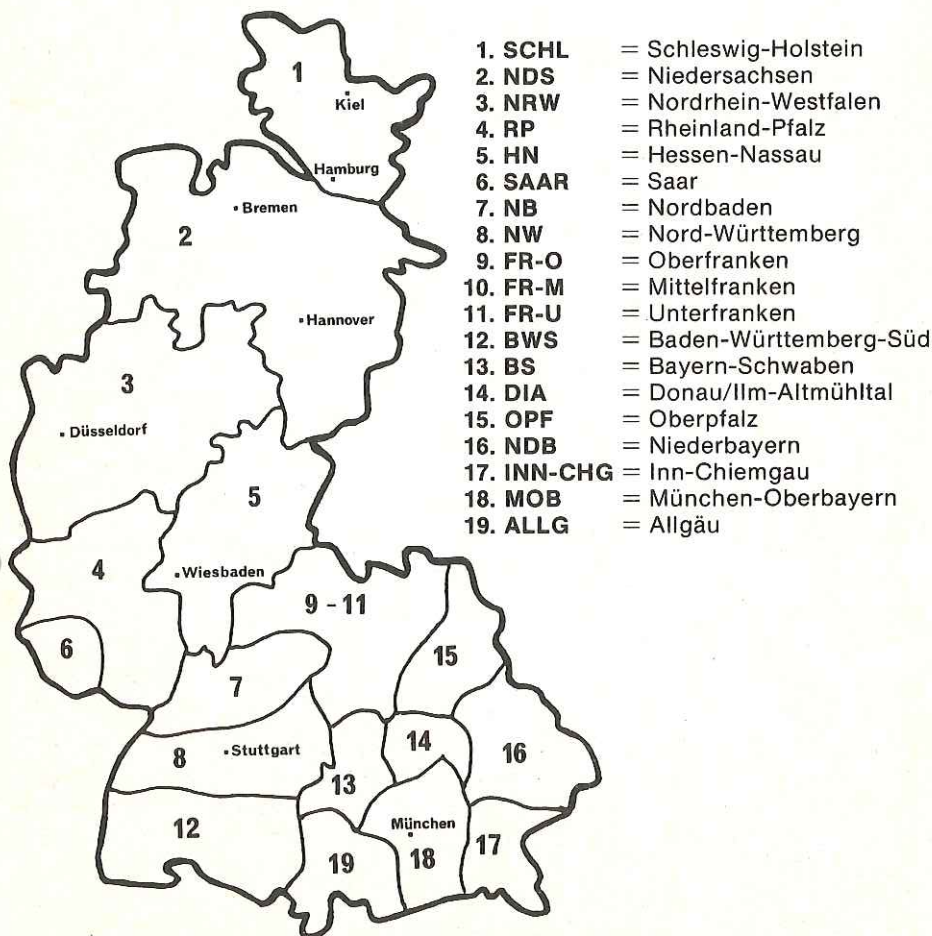 1. SCHL = Schleswig-Holstein
2. NDS = Niedersachsen
3. NRW = Nordrhein-Westfalen
4. RP = Rheinland-Pfalz
5. HN = Hessen-Nassau
6. SAAR = Saar
7. NB = Nordbaden
8. NW = Nord-Württemberg
9. FR-O = Oberfranken
10. FR-M = Mittelfranken
11. FR-U = Unterfranken
12. BWS = Baden-Württemberg-Süd
13. BS = Bayern-Schwaben
14. DIA = Donau/Ilm-Altmühltal
15. OPF = Oberpfalz
16. NDB = Niederbayern
17. INN-CHG = Inn-Chiemgau
18. MOB = München-Oberbayern
19. ALLG = Allgäu
1
Kiel
Hamburg
Bremen
2
Hannover
3
Düsseldorf
5
4
Wiesbaden
9 - 11
6
15
7
14
8
Stuttgart
16
13
12
München
19
18
17